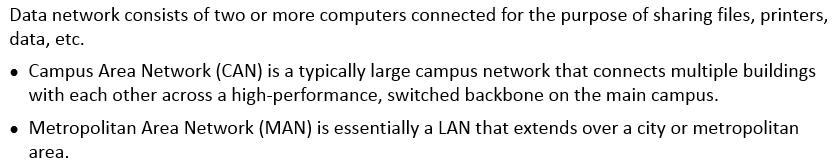 Data network consists of two or more computers connected for the purpose of sharing files, printers,
data, etc.
• Campus Area Network (CAN) is a typically large campus network that connects multiple buildings
with each other across a high-performance, switched backbone on the main campus.
• Metropolitan Area Network (MAN) is essentially a LAN that extends over a city or metropolitan
area.